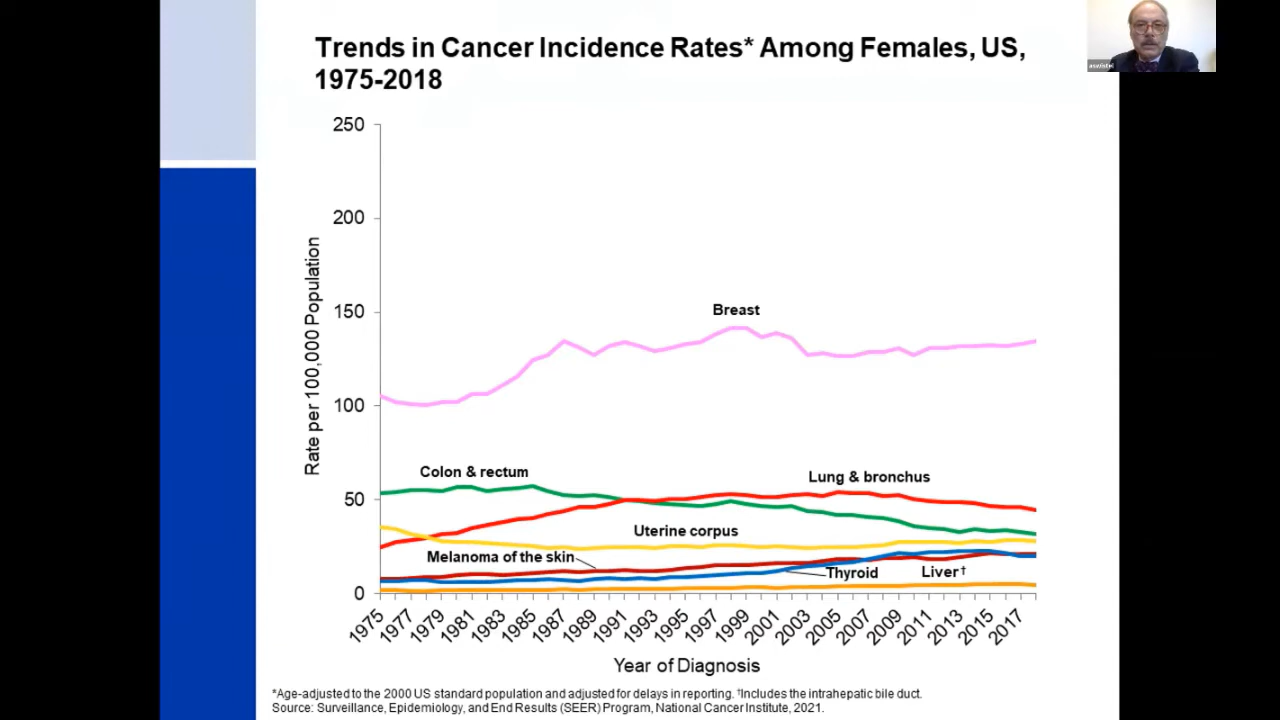 Trends in Cancer Incidence Rates* Among Females, US,
1975-2018
250
200
150
100
50
0
Rate per 100,000 Population
Breast
Colon & rectum
Lung & bronchus
Uterine corpus
Melanoma of the skin
Thyroid
Liver†
1975
1977
1979
1981
1983
1985
1987
1989
1991
1993
1995
1997
1999
2001
2003
2005
2007
2009
2011
2013
2015
2017
Year of Diagnosis
*Age-adjusted to the 2000 US standard population and adjusted for delays in reporting. †Includes the intrahepatic bile duct.
Source: Surveillance, Epidemiology, and End Results (SEER) Program, National Cancer Institute, 2021.